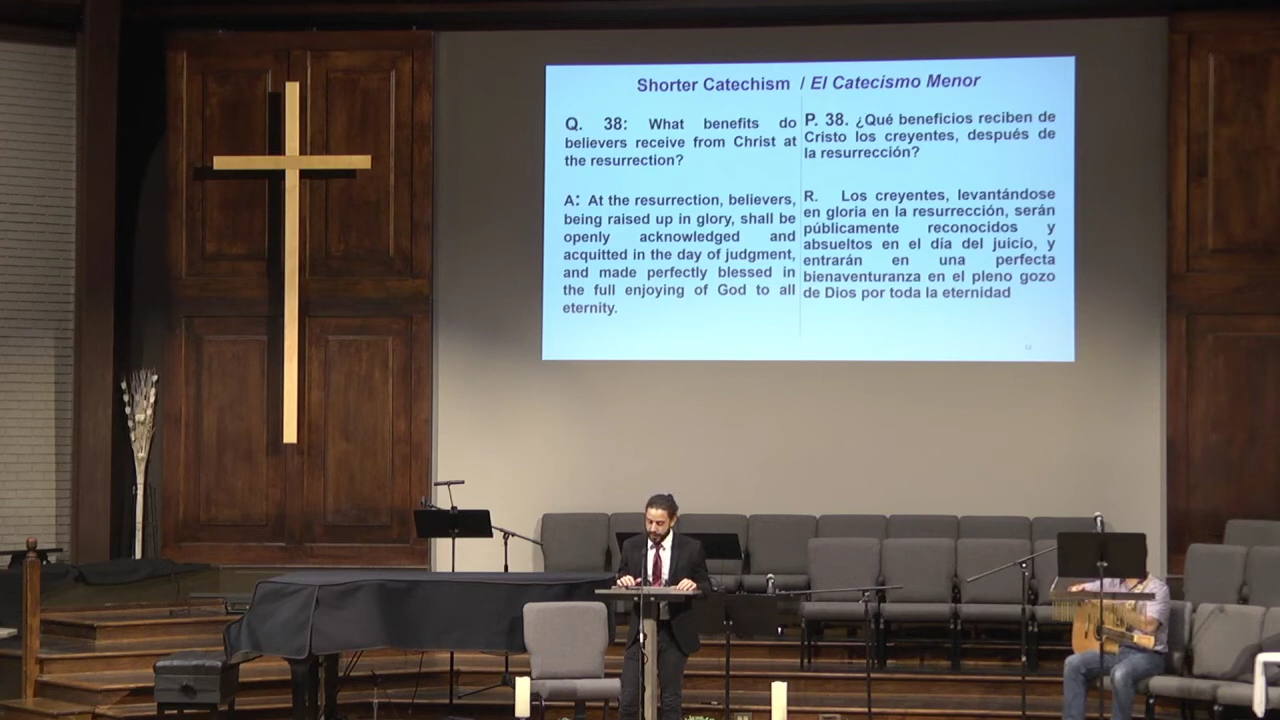 Shorter Catechism / El Catecismo Menor
Q. 38: What benefits do
believers receive from Christ at
the resurrection?
A: At the resurrection, believers,
being raised up in glory, shall be
openly acknowledged and
acquitted in the day of judgment,
and made perfectly blessed in
the full enjoying of God to all
eternity.
P. 38. ¿Qué beneficios reciben de
Cristo los creyentes, después de
la resurrección?
R. Los creyentes, levantándose
en gloria en la resurrección, serán
públicamente reconocidos y
absueltos en el día del juicio, y
entrarán en una perfecta
bienaventuranza en el pleno gozo
de Dios por toda la eternidad